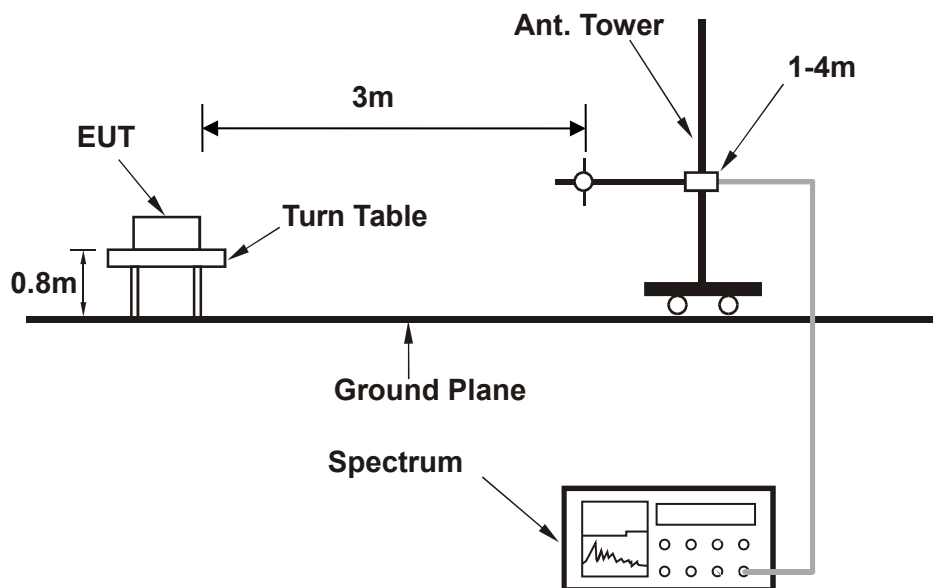 Ant. Tower
1-4m
3m
EUT
Turn Table
0.8m
Ground Plane
Spectrum